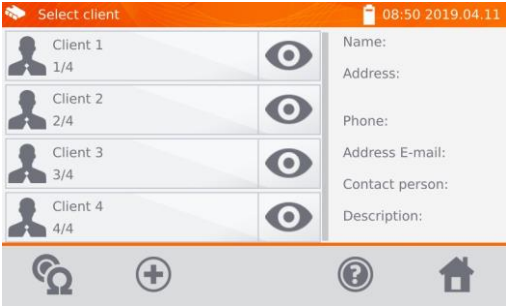 Select client
08:50 2019.04.11
Client 1
1/4
Client 2
2/4
Client 3
3/4
Client 4
4/4
Name:
Address:
Phone:
Address E-mail:
Contact person:
Description: